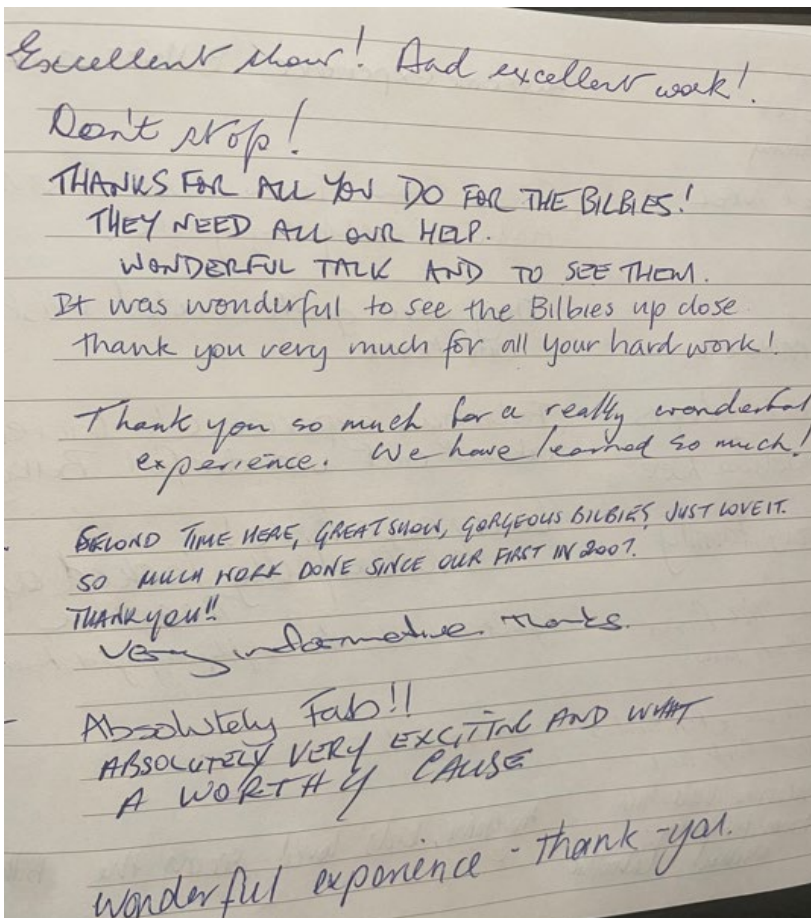 Excellent show! And excellent work!.
Don't stop!
THANKS FOR ALL YOU DO FOR THE BILBIES!
THEY NEED ALL OUR HELP.
WONDERFUL TALK AND TO SEE THEM.
It was wonderful to see the Bilbies up close
thank you very much for all your hard work!
Thank you so much for a really wonderful
experience. We have learned so much!
SECOND TIME HERE, GREAT SHOW, GORGEOUS BILBIES, JUST LOVE IT.
SO MUCH WORK DONE SINCE OUR FIRST IN 2007.
THANK YOU!!
Very informative. Thanks.
Absolutely Fab!!
ABSOLUTELY VERY EXCITING AND WHAT
A WORTHY CAUSE
Wonderful experience - thank-you.